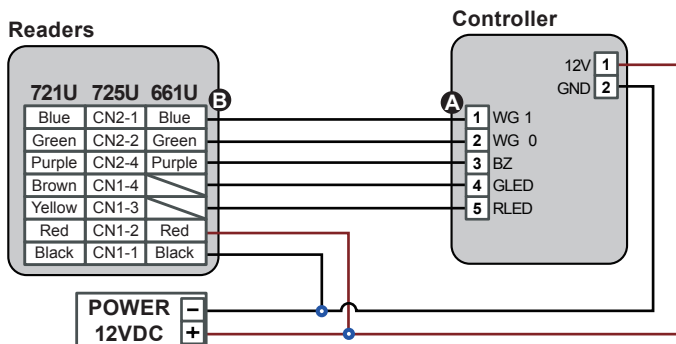 Controller
Readers
12V 1
GND 2
721U 725U 661U
B
A
Blue CN2-1 Blue
1 WG 1
Green CN2-2 Green
2 WG 0
Purple CN2-4 Purple
3 BZ
Brown CN1-4
4 GLED
Yellow CN1-3
5 RLED
Red CN1-2 Red
Black CN1-1 Black
POWER −
12VDC +